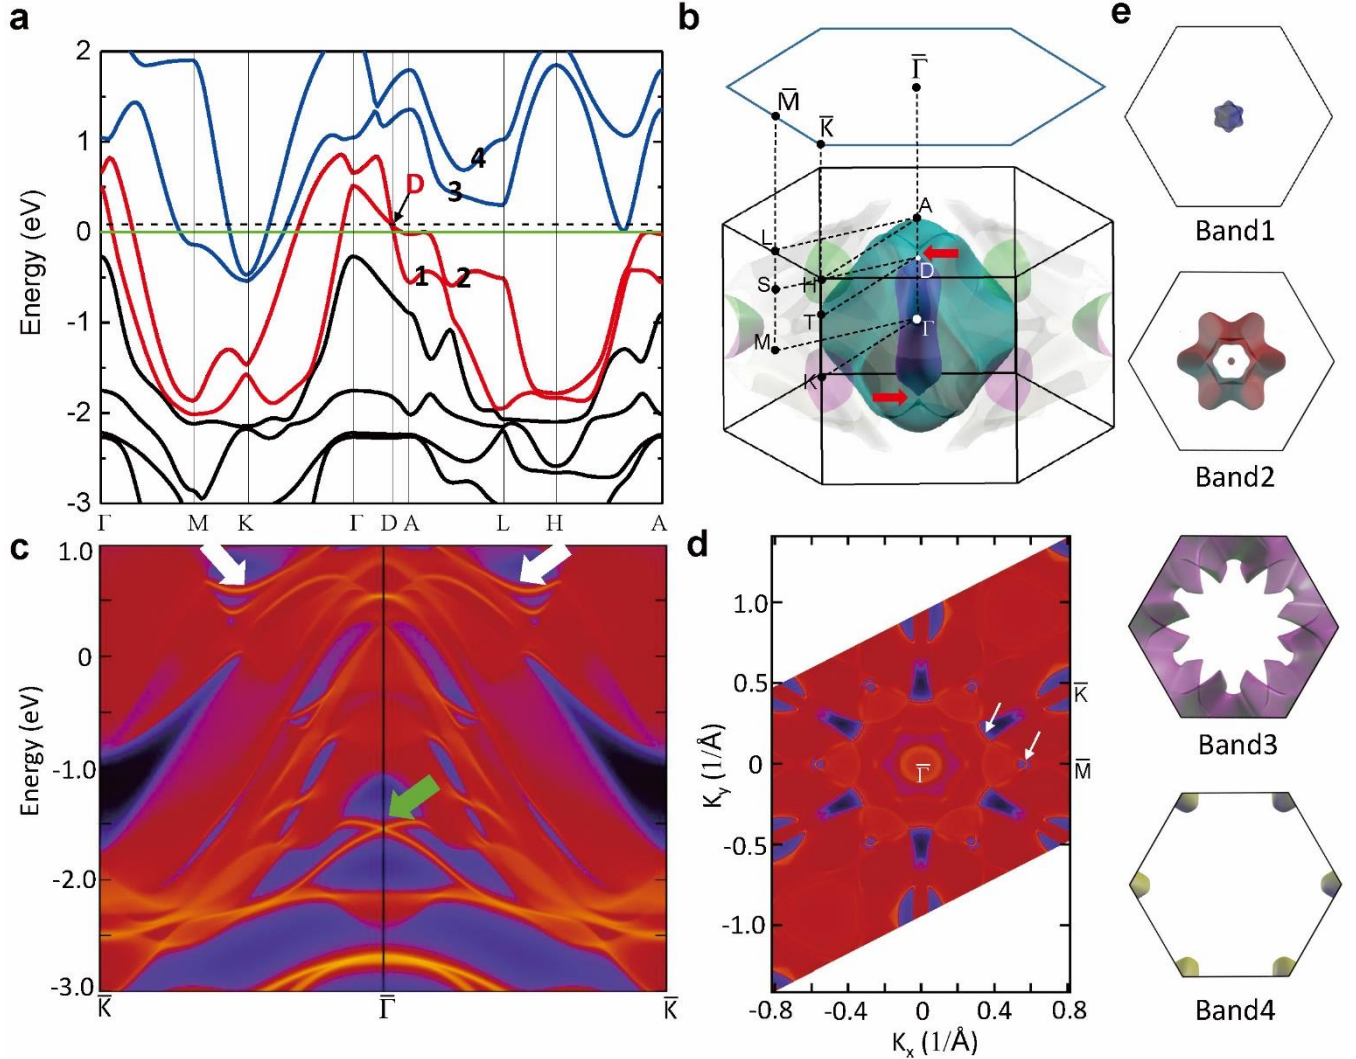 a
2
1
0
-1
-2
-3
Energy (eV)
D
4
3
1
2
Γ M K Γ D A L H A
b
Γ̅
M̅
K̅
A
L
D
S
H
T
Γ
M
K
c
1.0
0
-1.0
-2.0
-3.0
Energy (eV)
K̅ Γ̅ K̅
d
1.0
0.5
0
-0.5
-1.0
K̅
M̅
Γ̅
Ky (1/Å)
-0.8 -0.4 0 0.4 0.8
Kx (1/Å)
e
Band1
Band2
Band3
Band4